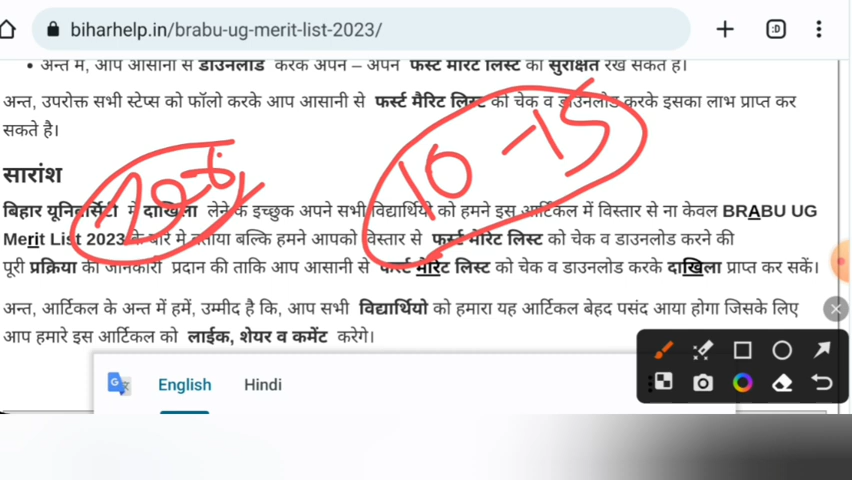 biharhelp.in/brabu-ug-merit-list-2023/
:D
• अन्त में, आप आसानी से डाउनलोड करके अपने – अपने फर्स्ट मैरिट लिस्ट को सुरक्षित रख सकते है।
अन्त, उपरोक्त सभी स्टेप्स को फॉलो करके आप आसानी से फर्स्ट मैरिट लिस्ट को चेक व डाउनलोड करके इसका लाभ प्राप्त कर
सकते है।
सारांश
10 -15
बिहार यूनिवर्सिटी मे दाखिला लेने के इच्छुक अपने सभी विद्यार्थियो को हमने इस आर्टिकल में विस्तार से ना केवल BRABU UG
Merit List 2023 के बारे मे बताया बल्कि हमने आपको विस्तार से फर्स्ट मेरिट लिस्ट को चेक व डाउनलोड करने की
पूरी प्रक्रिया की जानकारी प्रदान की ताकि आप आसानी से फर्स्ट मेरिट लिस्ट को चेक व डाउनलोड करके दाखिला प्राप्त कर सकें।
अन्त, आर्टिकल के अन्त में हमें, उम्मीद है कि, आप सभी विद्यार्थियो को हमारा यह आर्टिकल बेहद पसंद आया होगा जिसके लिए
आप हमारे इस आर्टिकल को लाईक, शेयर व कमेंट करेगे।
English Hindi